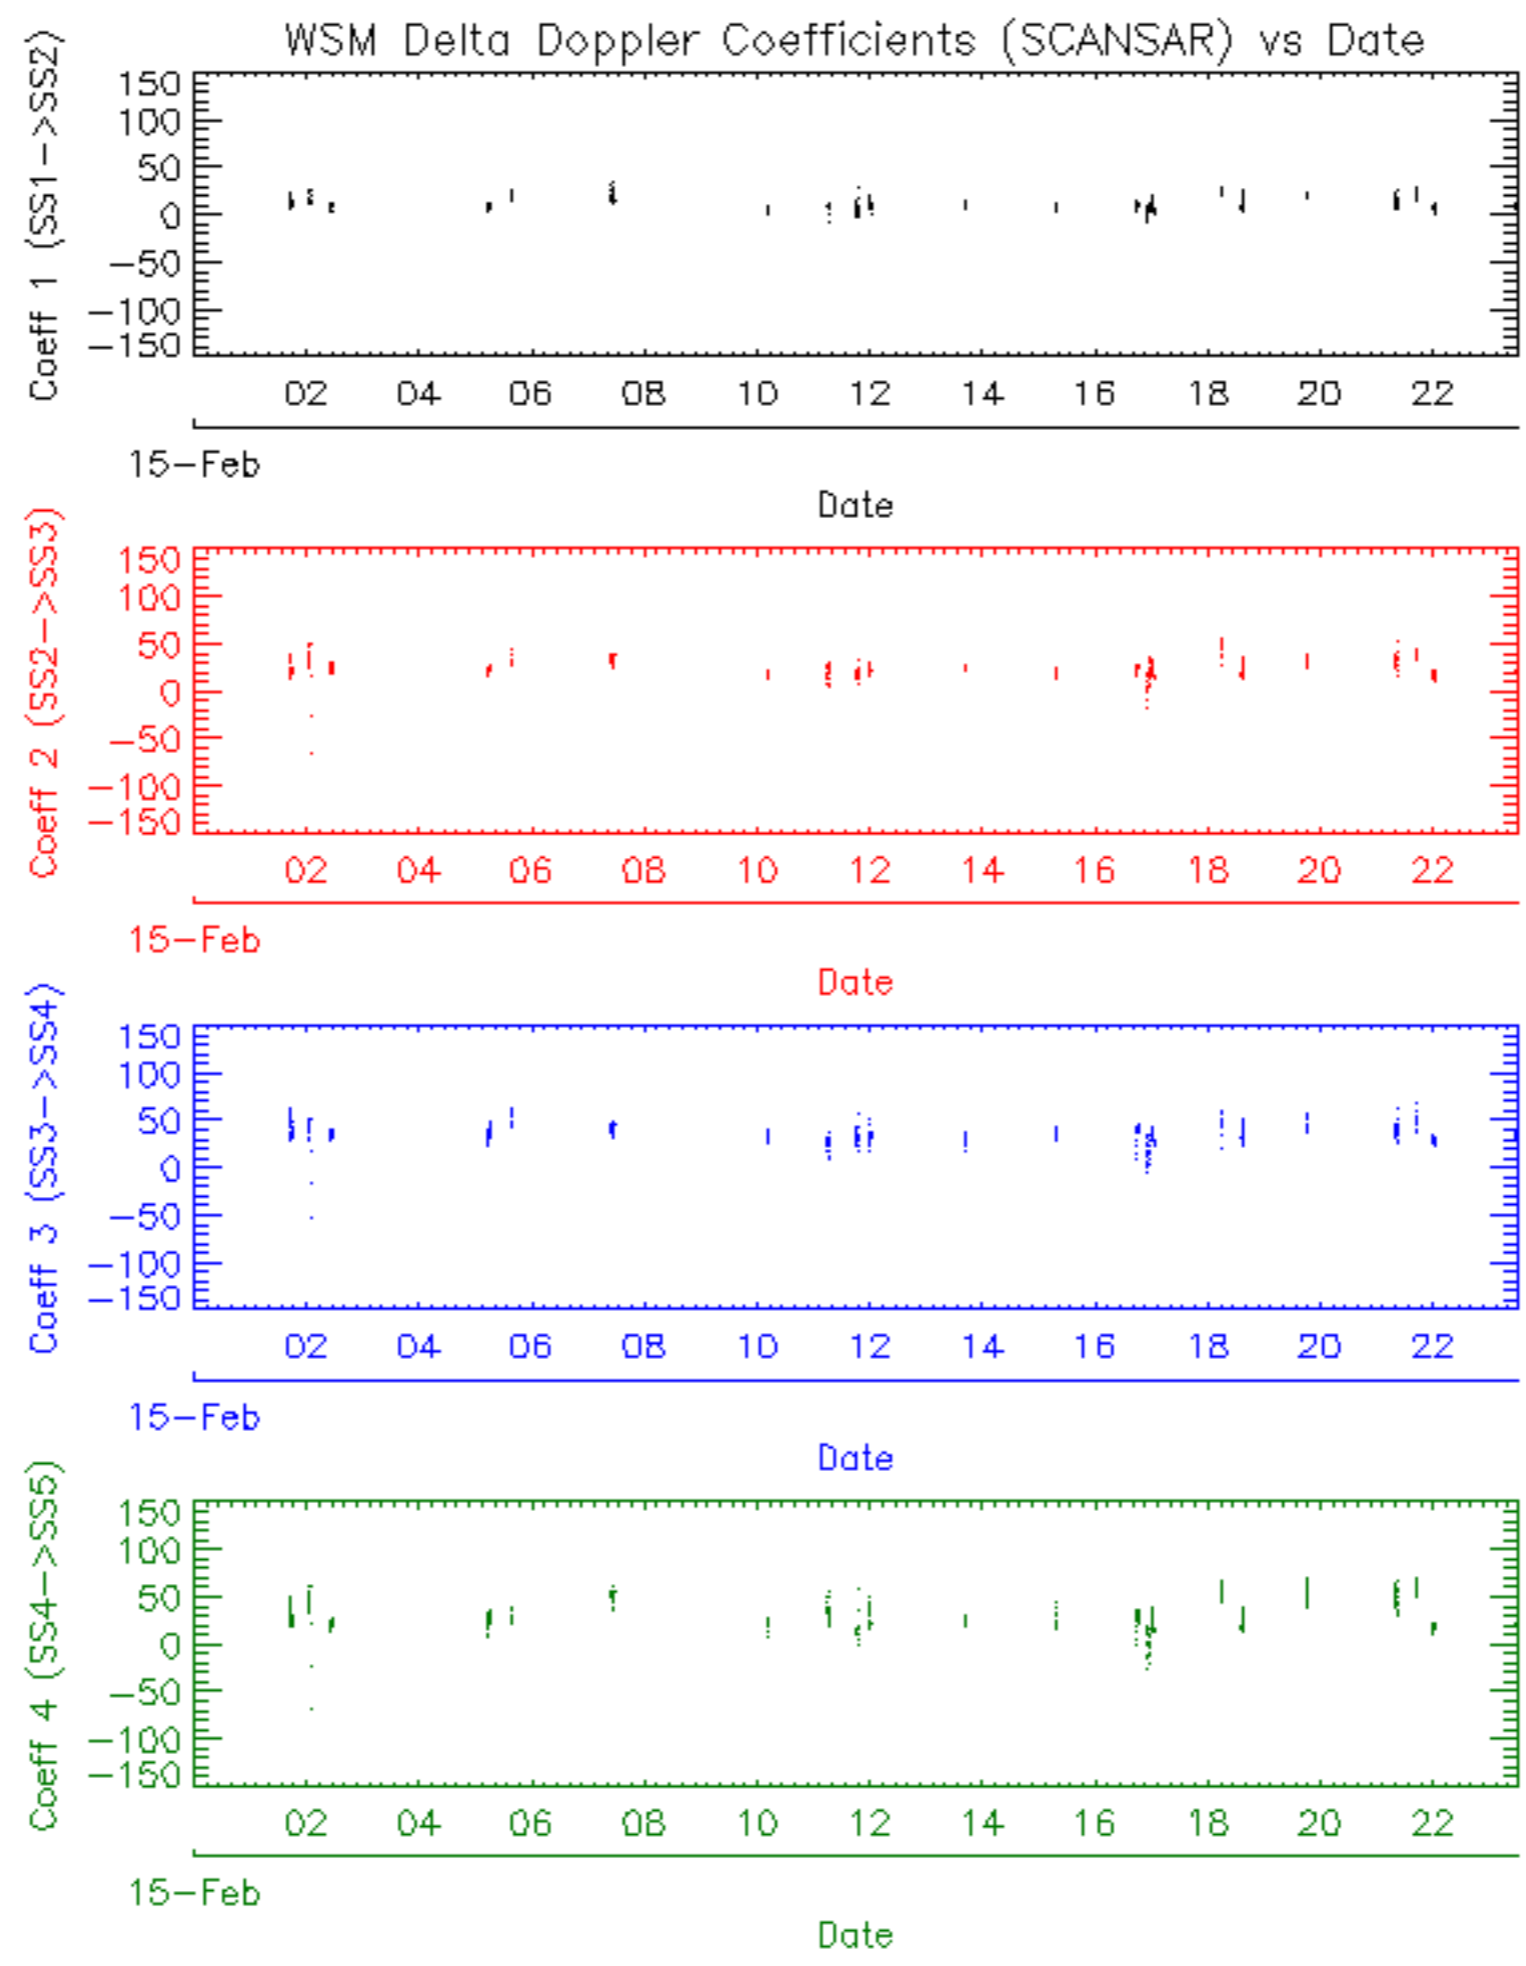 WSM Delta Doppler Coefficients (SCANSAR) vs Date
Coeff 1 (SS1->SS2)
150
100
50
0
-50
-100
-150
02 04 06 08 10 12 14 16 18 20 22
15-Feb
Date
Coeff 2 (SS2->SS3)
150
100
50
0
-50
-100
-150
02 04 06 08 10 12 14 16 18 20 22
15-Feb
Date
Coeff 3 (SS3->SS4)
150
100
50
0
-50
-100
-150
02 04 06 08 10 12 14 16 18 20 22
15-Feb
Date
Coeff 4 (SS4->SS5)
150
100
50
0
-50
-100
-150
02 04 06 08 10 12 14 16 18 20 22
15-Feb
Date